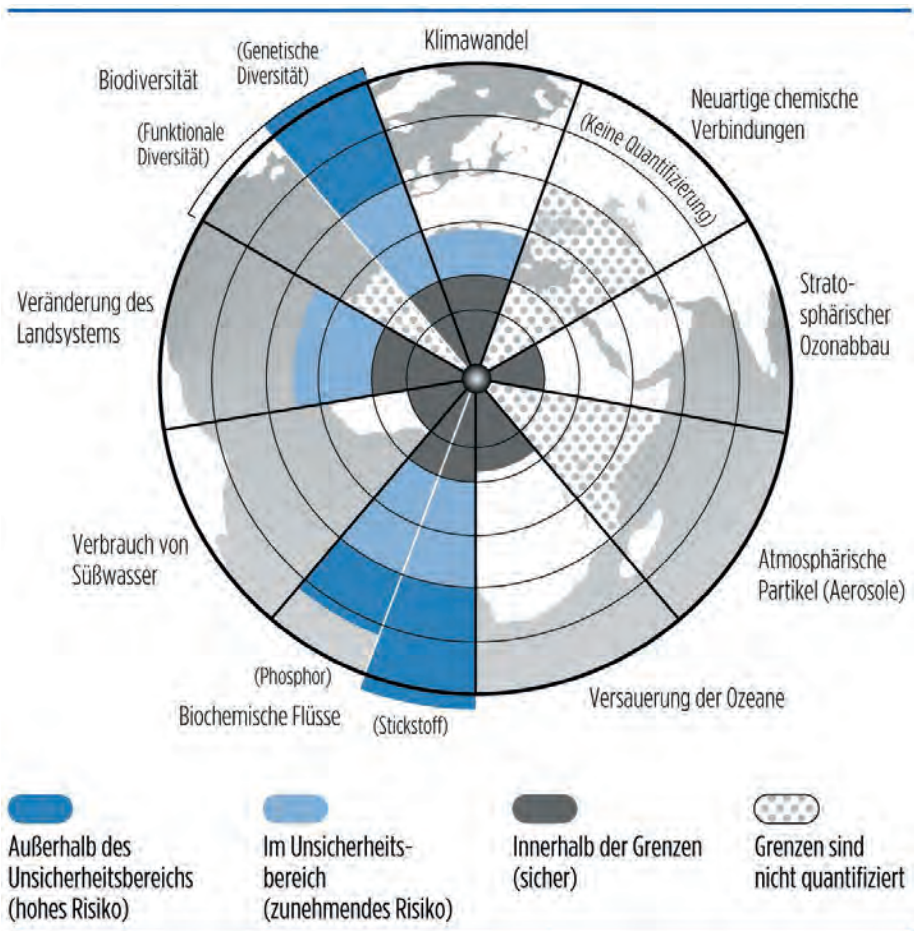 Klimawandel
(Genetische
Diversität)
Biodiversität
(Funktionale
Diversität)
Neuartige chemische
Verbindungen
(Keine Quantifizierung)
Veränderung des
Landsystems
Strato-
sphärischer
Ozonabbau
Verbrauch von
Süßwasser
Atmosphärische
Partikel (Aerosole)
(Phosphor)
Biochemische Flüsse
(Stickstoff)
Versauerung der Ozeane
Außerhalb des
Unsicherheitsbereichs
(hohes Risiko)
Im Unsicherheits-
bereich
(zunehmendes Risiko)
Innerhalb der Grenzen
(sicher)
Grenzen sind
nicht quantifiziert